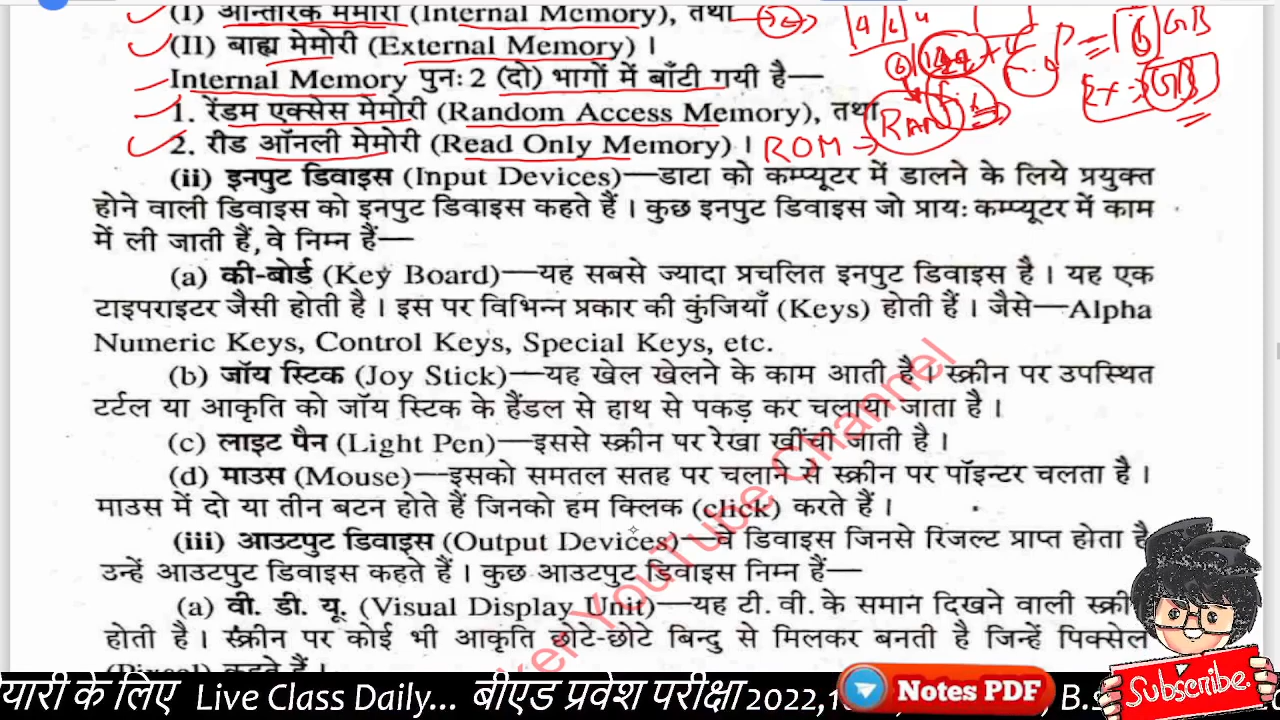 (I) आन्तरिक मेमोरी (Internal Memory), तथा
(II) बाह्य मेमोरी (External Memory) ।
Internal Memory पुनः 2 (दो) भागों में बाँटी गयी है—
1. रेंडम एक्सेस मेमोरी (Random Access Memory), तथा
RAM
2. रीड ऑनली मेमोरी (Read Only Memory) । ROM
(ii) इनपुट डिवाइस (Input Devices)—डाटा को कम्प्यूटर में डालने के लिये प्रयुक्त
होने वाली डिवाइस को इनपुट डिवाइस कहते हैं । कुछ इनपुट डिवाइस जो प्रायः कम्प्यूटर में काम
में ली जाती हैं, वे निम्न हैं—
(a) की-बोर्ड (Key Board)—यह सबसे ज्यादा प्रचलित इनपुट डिवाइस है । यह एक
टाइपराइटर जैसी होती है । इस पर विभिन्न प्रकार की कुंजियाँ (Keys) होती हैं । जैसे—Alpha
Numeric Keys, Control Keys, Special Keys, etc.
(b) जॉय स्टिक (Joy Stick)—यह खेल खेलने के काम आती है । स्क्रीन पर उपस्थित
टर्टल या आकृति को जॉय स्टिक के हैंडल से हाथ से पकड़ कर चलाया जाता है ।
(c) लाइट पैन (Light Pen)—इससे स्क्रीन पर रेखा खींची जाती है ।
(d) माउस (Mouse)—इसको समतल सतह पर चलाने से स्क्रीन पर पॉइन्टर चलता है ।
माउस में दो या तीन बटन होते हैं जिनको हम क्लिक (click) करते हैं ।
(iii) आउटपुट डिवाइस (Output Devices)—वे डिवाइस जिनसे रिजल्ट प्राप्त होता है
उन्हें आउटपुट डिवाइस कहते हैं । कुछ आउटपुट डिवाइस निम्न हैं—
(a) वी. डी. यू. (Visual Display Unit)—यह टी. वी. के समान दिखने वाली स्क्री
होती है । स्क्रीन पर कोई भी आकृति छोटे-छोटे बिन्दु से मिलकर बनती है जिन्हें पिक्सेल
(Pixcel) कहते हैं ।
ker YouTube Channel
यारी के लिए Live Class Daily... बीएड प्रवेश परीक्षा 2022,
Notes PDF
Subscribe.